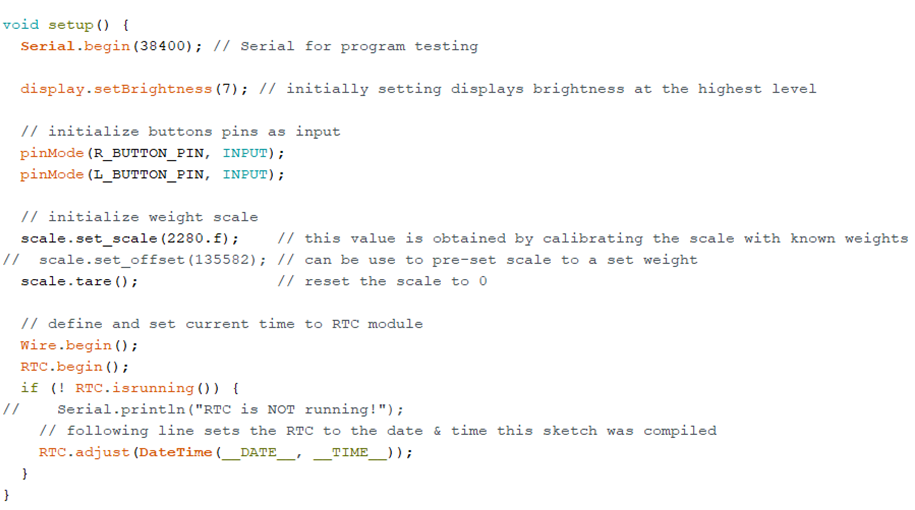 void setup() {
  Serial.begin(38400); // Serial for program testing
  display.setBrightness(7); // initially setting displays brightness at the highest level
  // initialize buttons pins as input
  pinMode(R_BUTTON_PIN, INPUT);
  pinMode(L_BUTTON_PIN, INPUT);
  // initialize weight scale
  scale.set_scale(2280.f);    // this value is obtained by calibrating the scale with known weights
//  scale.set_offset(135582); // can be use to pre-set scale to a set weight
  scale.tare();               // reset the scale to 0
  // define and set current time to RTC module
  Wire.begin();
  RTC.begin();
  if (! RTC.isrunning()) {
//    Serial.println("RTC is NOT running!");
    // following line sets the RTC to the date & time this sketch was compiled
    RTC.adjust(DateTime(__DATE__, __TIME__));
  }
}